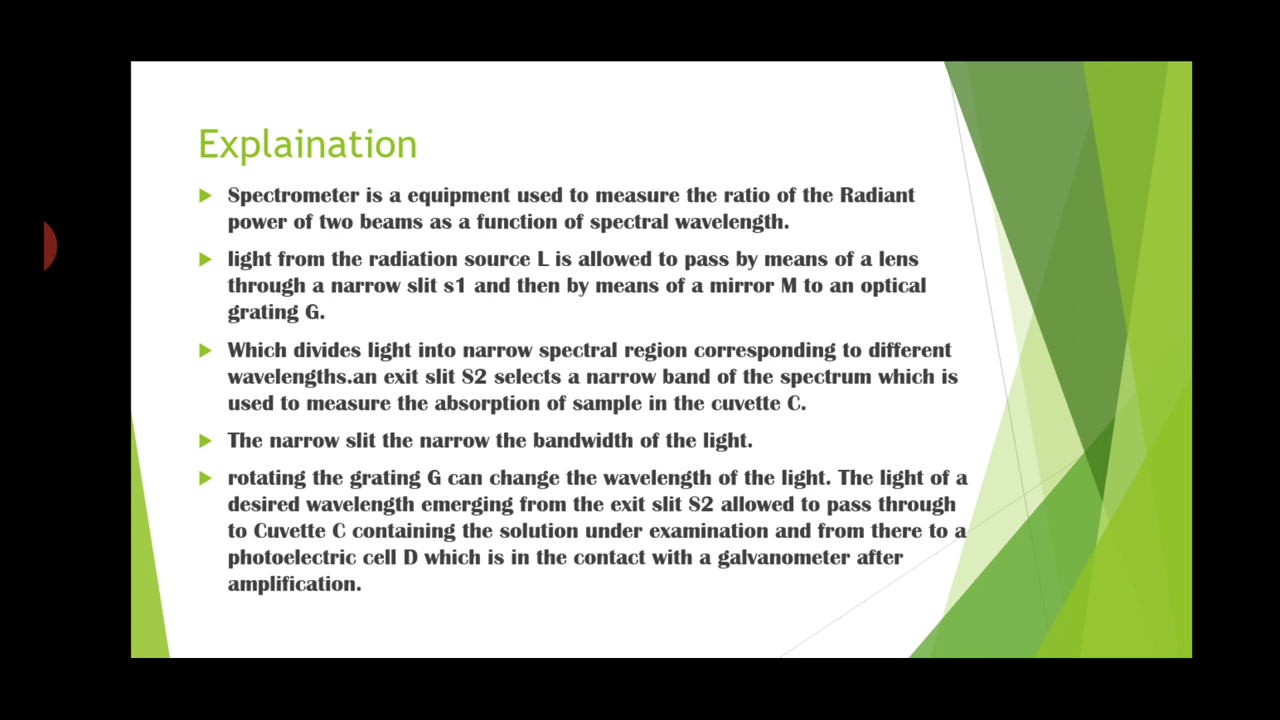 Explaination
Spectrometer is a equipment used to measure the ratio of the Radiant
power of two beams as a function of spectral wavelength.
light from the radiation source L is allowed to pass by means of a lens
through a narrow slit s1 and then by means of a mirror M to an optical
grating G.
Which divides light into narrow spectral region corresponding to different
wavelengths.an exit slit S2 selects a narrow band of the spectrum which is
used to measure the absorption of sample in the cuvette C.
The narrow slit the narrow the bandwidth of the light.
rotating the grating G can change the wavelength of the light. The light of a
desired wavelength emerging from the exit slit S2 allowed to pass through
to Cuvette C containing the solution under examination and from there to a
photoelectric cell D which is in the contact with a galvanometer after
amplification.